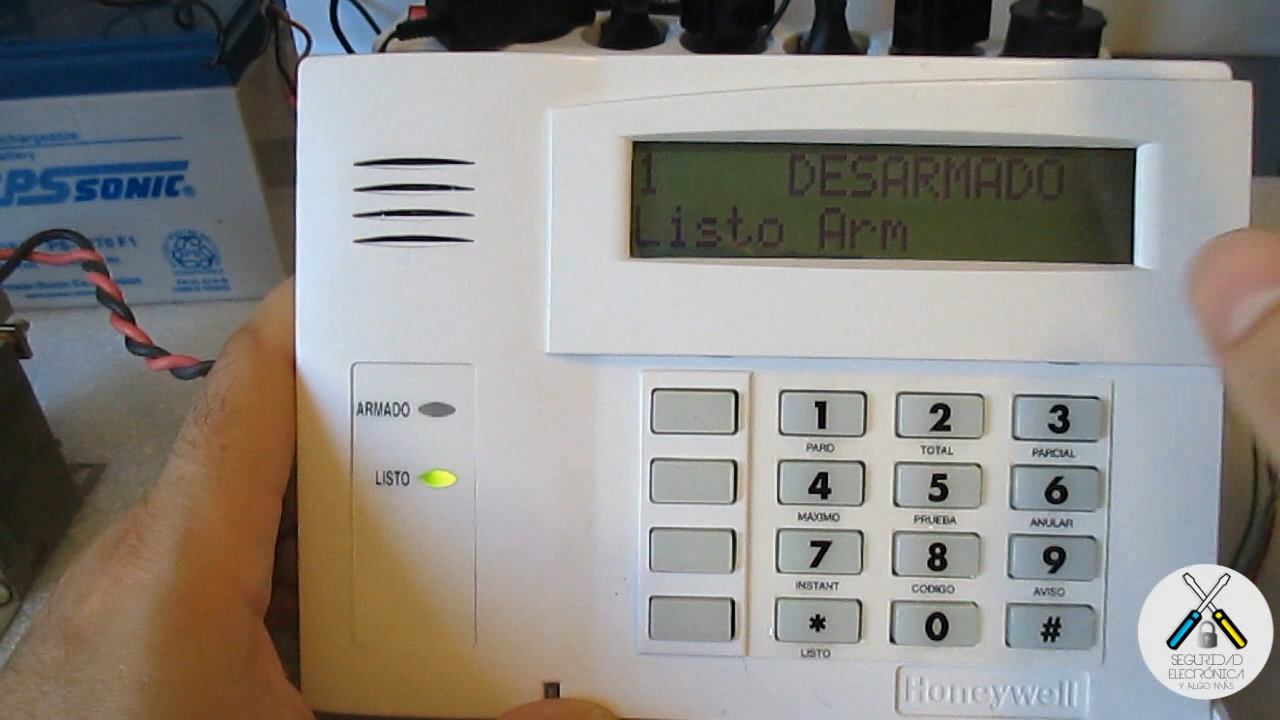 1 DESARMADO
Listo Arm
ARMADO
LISTO
1 2 3
PARO TOTAL PARCIAL
4 5 6
MAXIMO PRUEBA ANULAR
7 8 9
INSTANT CODIGO AVISO
* 0 #
LISTO
Honeywell
SONIC
SEGURIDAD
ELECTRÓNICA
Y ALGO MÁS